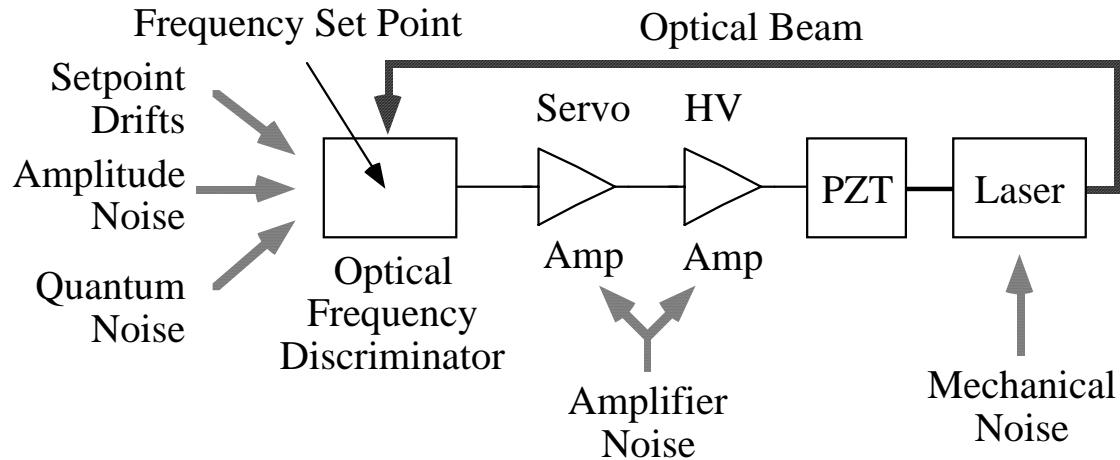 Frequency Set Point
Optical Beam
Setpoint
Drifts
Servo
HV
Amplitude
Noise
PZT
Laser
Amp
Amp
Quantum
Noise
Optical
Frequency
Discriminator
Amplifier
Noise
Mechanical
Noise